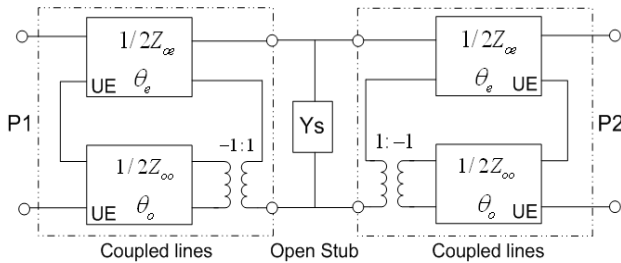 1/2Z_oe
θ_e
UE
P1
−1:1
1/2Z_oo
θ_o
UE
Ys
1/2Z_oe
θ_e
UE
1:−1
P2
1/2Z_oo
θ_o
UE
Coupled lines
Open Stub
Coupled lines